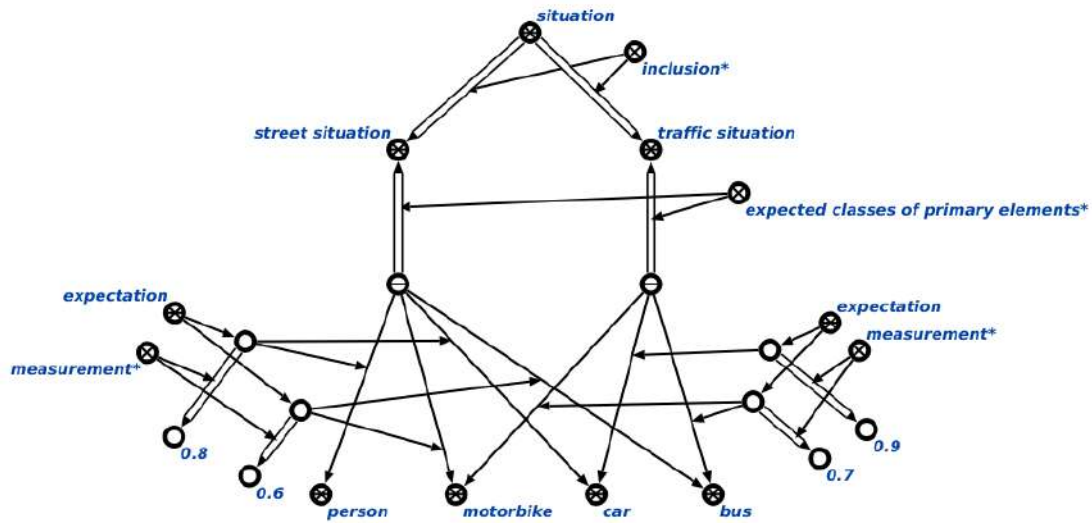 situation
inclusion*
street situation
traffic situation
expected classes of primary elements*
expectation
expectation
measurement*
measurement*
0.8
0.9
0.6
0.7
person
motorbike
car
bus